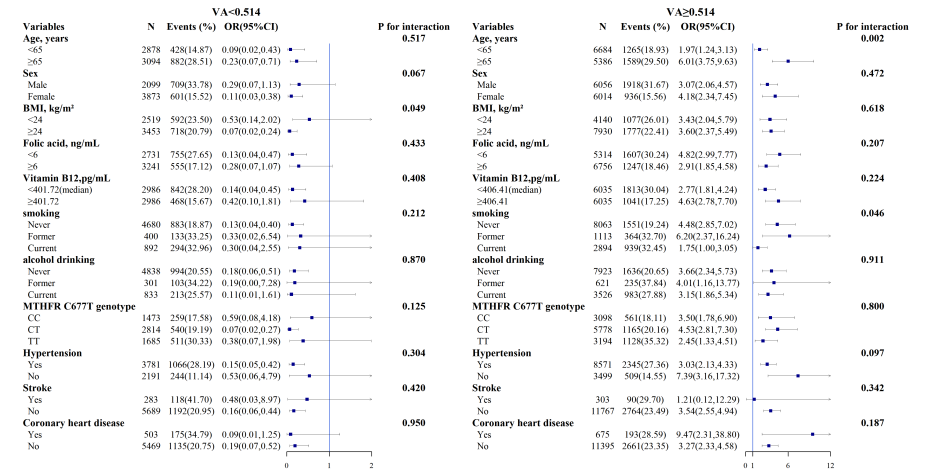 VA<0.514 VA≥0.514
Variables N Events (%) OR(95%CI) P for interaction Variables N Events (%) OR(95%CI) P for interaction
Age, years 0.517 Age, years 0.002
<65 2878 428(14.87) 0.09(0.02,0.43) <65 6684 1265(18.93) 1.97(1.24,3.13)
≥65 3094 882(28.51) 0.23(0.07,0.71) ≥65 5386 1589(29.50) 6.01(3.75,9.63)
Sex 0.067 Sex 0.472
Male 2099 709(33.78) 0.29(0.07,1.13) Male 6056 1918(31.67) 3.07(2.06,4.57)
Female 3873 601(15.52) 0.11(0.03,0.38) Female 6014 936(15.56) 4.18(2.34,7.45)
BMI, kg/m² 0.049 BMI, kg/m² 0.618
<24 2519 592(23.50) 0.53(0.14,2.02) <24 4140 1077(26.01) 3.43(2.04,5.79)
≥24 3453 718(20.79) 0.07(0.02,0.24) ≥24 7930 1777(22.41) 3.60(2.37,5.49)
Folic acid, ng/mL 0.433 Folic acid, ng/mL 0.207
<6 2731 755(27.65) 0.13(0.04,0.47) <6 5314 1607(30.24) 4.82(2.99,7.77)
≥6 3241 555(17.12) 0.28(0.07,1.07) ≥6 6756 1247(18.46) 2.91(1.85,4.58)
Vitamin B12,pg/mL 0.408 Vitamin B12,pg/mL 0.224
<401.72(median) 2986 842(28.20) 0.14(0.04,0.45) <406.41(median) 6035 1813(30.04) 2.77(1.81,4.24)
≥401.72 2986 468(15.67) 0.42(0.10,1.81) ≥406.41 6035 1041(17.25) 4.63(2.78,7.70)
smoking 0.212 smoking 0.046
Never 4680 883(18.87) 0.13(0.04,0.40) Never 8063 1551(19.24) 4.48(2.85,7.02)
Former 400 133(33.25) 0.33(0.02,6.54) Former 1113 364(32.70) 6.20(2.37,16.24)
Current 892 294(32.96) 0.30(0.04,2.55) Current 2894 939(32.45) 1.75(1.00,3.05)
alcohol drinking 0.870 alcohol drinking 0.911
Never 4838 994(20.55) 0.18(0.06,0.51) Never 7923 1636(20.65) 3.66(2.34,5.73)
Former 301 103(34.22) 0.19(0.00,7.28) Former 621 235(37.84) 4.01(1.16,13.77)
Current 833 213(25.57) 0.11(0.01,1.61) Current 3526 983(27.88) 3.15(1.86,5.34)
MTHFR C677T genotype 0.125 MTHFR C677T genotype 0.800
CC 1473 259(17.58) 0.59(0.08,4.18) CC 3098 561(18.11) 3.50(1.78,6.90)
CT 2814 540(19.19) 0.07(0.02,0.27) CT 5778 1165(20.16) 4.53(2.81,7.30)
TT 1685 511(30.33) 0.38(0.07,1.98) TT 3194 1128(35.32) 2.45(1.33,4.51)
Hypertension 0.304 Hypertension 0.097
Yes 3781 1066(28.19) 0.15(0.05,0.42) Yes 8571 2345(27.36) 3.03(2.13,4.33)
No 2191 244(11.14) 0.53(0.06,4.79) No 3499 509(14.55) 7.39(3.16,17.32)
Stroke 0.420 Stroke 0.342
Yes 283 118(41.70) 0.48(0.03,8.97) Yes 303 90(29.70) 1.21(0.12,12.29)
No 5689 1192(20.95) 0.16(0.06,0.44) No 11767 2764(23.49) 3.54(2.55,4.94)
Coronary heart disease 0.950 Coronary heart disease 0.187
Yes 503 175(34.79) 0.09(0.01,1.25) Yes 675 193(28.59) 9.47(2.31,38.80)
No 5469 1135(20.75) 0.19(0.07,0.52) No 11395 2661(23.35) 3.27(2.33,4.58)
0 1 2 0 1 6 12